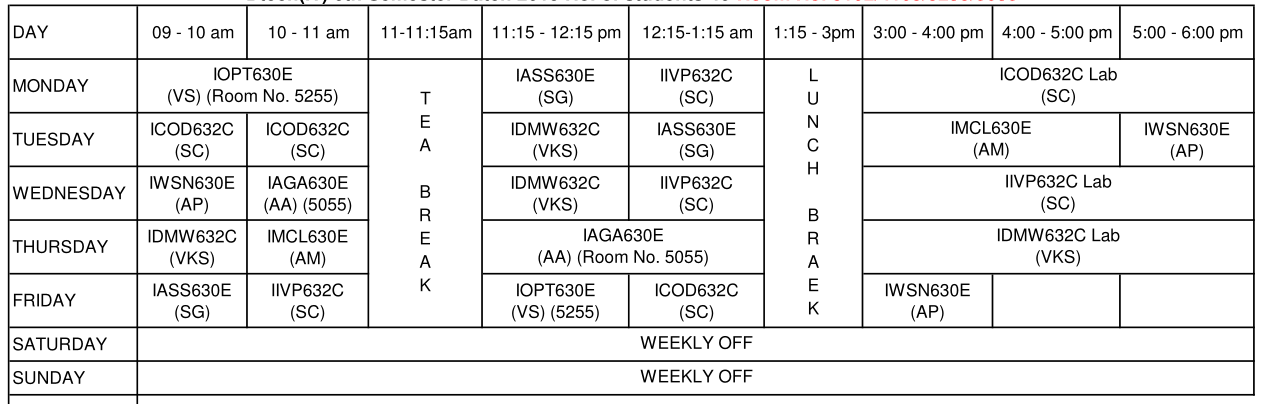 DAY 09 - 10 am 10 - 11 am 11-11:15am 11:15 - 12:15 pm 12:15-1:15 am 1:15 - 3pm 3:00 - 4:00 pm 4:00 - 5:00 pm 5:00 - 6:00 pm
MONDAY
IOPT630E
(VS) (Room No. 5255)
IASS630E
(SG)
IIVP632C
(SC)
ICOD632C Lab
(SC)
TUESDAY
ICOD632C
(SC)
ICOD632C
(SC)
IDMW632C
(VKS)
IASS630E
(SG)
IMCL630E
(AM)
IWSN630E
(AP)
WEDNESDAY
IWSN630E
(AP)
IAGA630E
(AA) (5055)
IDMW632C
(VKS)
IIVP632C
(SC)
IIVP632C Lab
(SC)
THURSDAY
IDMW632C
(VKS)
IMCL630E
(AM)
IAGA630E
(AA) (Room No. 5055)
IDMW632C Lab
(VKS)
FRIDAY
IASS630E
(SG)
IIVP632C
(SC)
IOPT630E
(VS) (5255)
ICOD632C
(SC)
IWSN630E
(AP)
TEA BREAK
LUNCH BRAEK
SATURDAY WEEKLY OFF
SUNDAY WEEKLY OFF